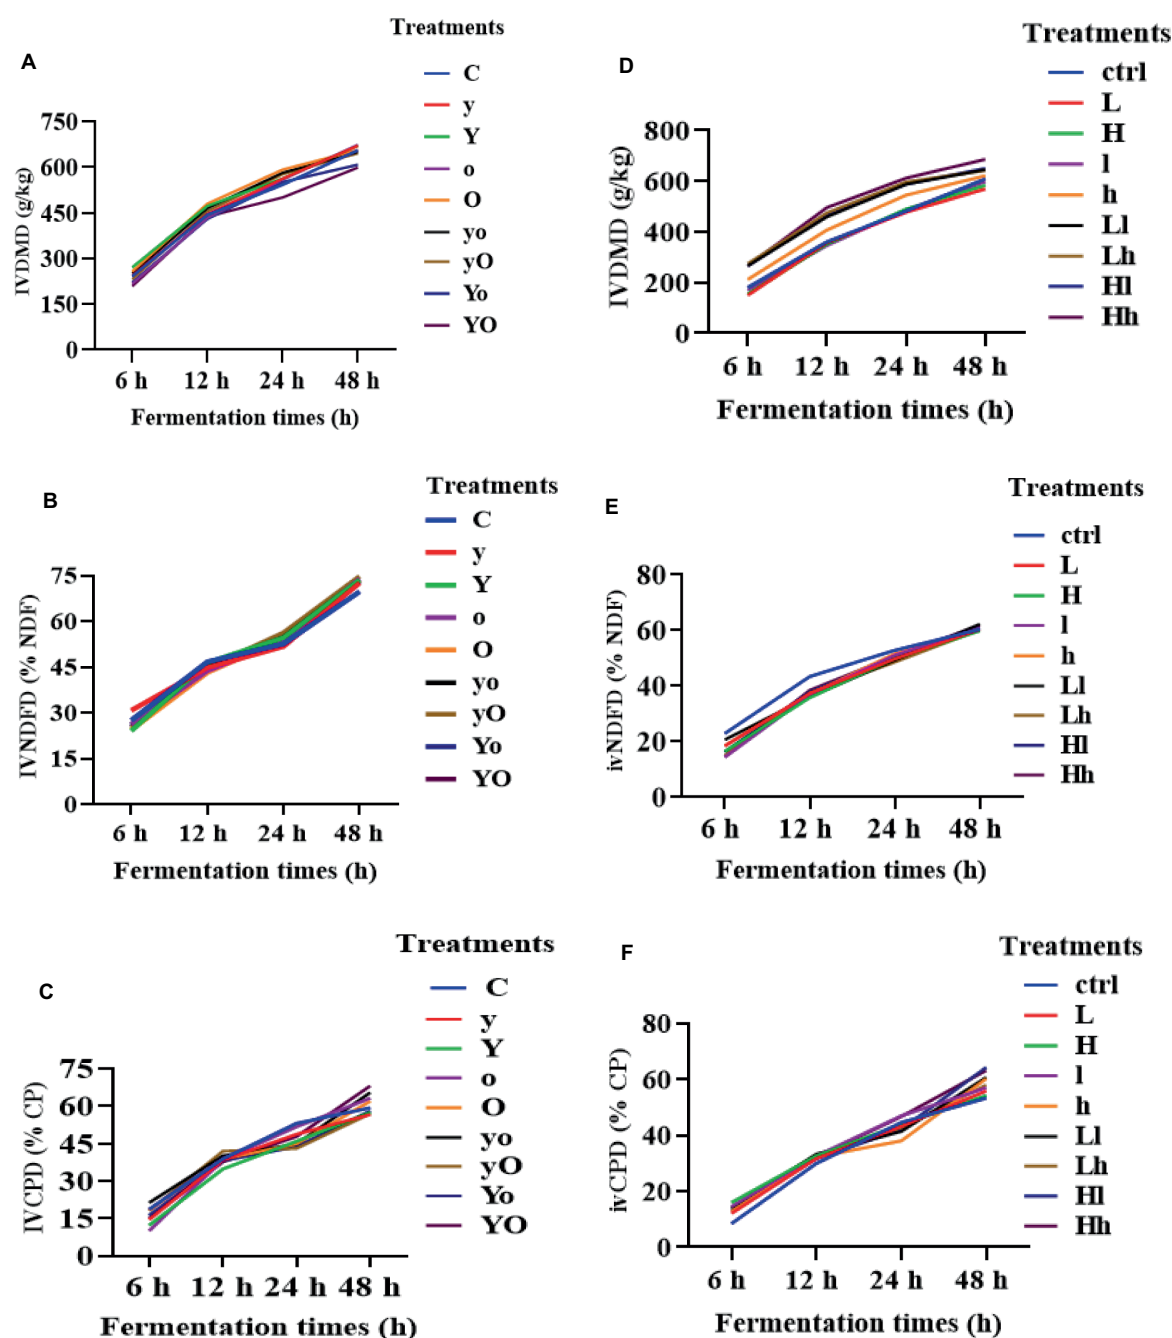 A
Treatments
C
y
Y
o
O
yo
yO
Yo
YO
IVDMD (g/kg)
750
600
450
300
150
0
6 h 12 h 24 h 48 h
Fermentation times (h)
D
Treatments
ctrl
L
H
l
h
Ll
Lh
Hl
Hh
IVDMD (g/kg)
800
600
400
200
0
6 h 12 h 24 h 48 h
Fermentation times (h)
B
Treatments
C
y
Y
o
O
yo
yO
Yo
YO
IVNDFD (% NDF)
75
60
45
30
15
0
6 h 12 h 24 h 48 h
Fermentation times (h)
E
Treatments
ctrl
L
H
l
h
Ll
Lh
Hl
Hh
ivNDFD (% NDF)
80
60
40
20
0
6 h 12 h 24 h 48 h
Fermentation times (h)
C
Treatments
C
y
Y
o
O
yo
yO
Yo
YO
IVCPD (% CP)
75
60
45
30
15
0
6 h 12 h 24 h 48 h
Fermentation times (h)
F
Treatments
ctrl
L
H
l
h
Ll
Lh
Hl
Hh
ivCPD (% CP)
80
60
40
20
0
6 h 12 h 24 h 48 h
Fermentation times (h)